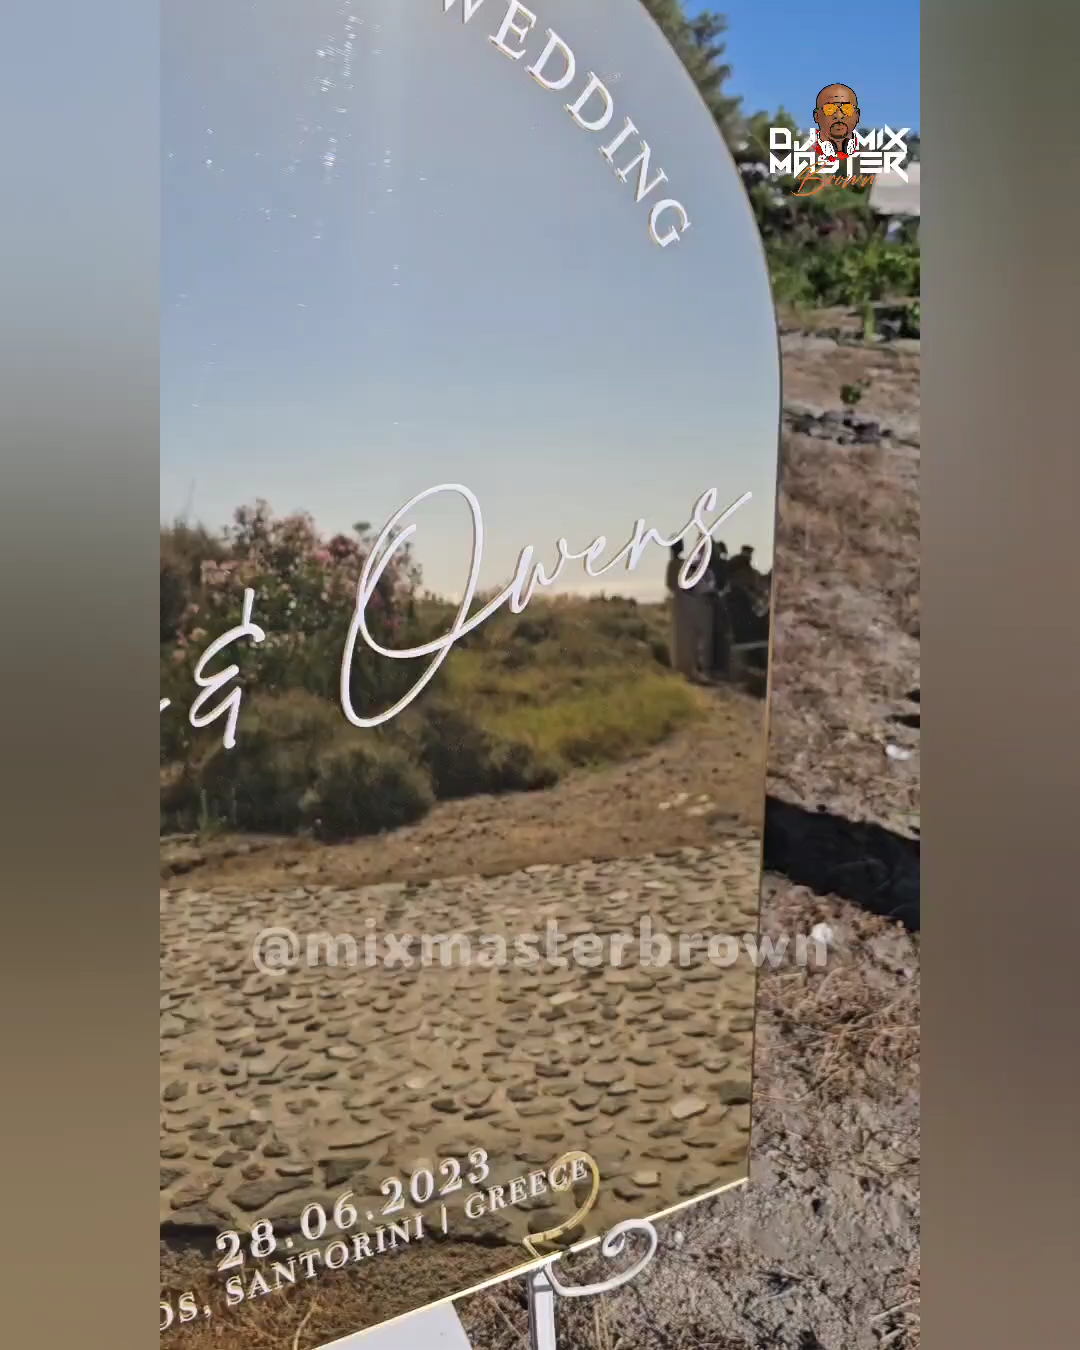 WEDDING
DJ MIX
MASTER
Brown
& Owens
@mixmasterbrown
28.06.2023
OS, SANTORINI | GREECE